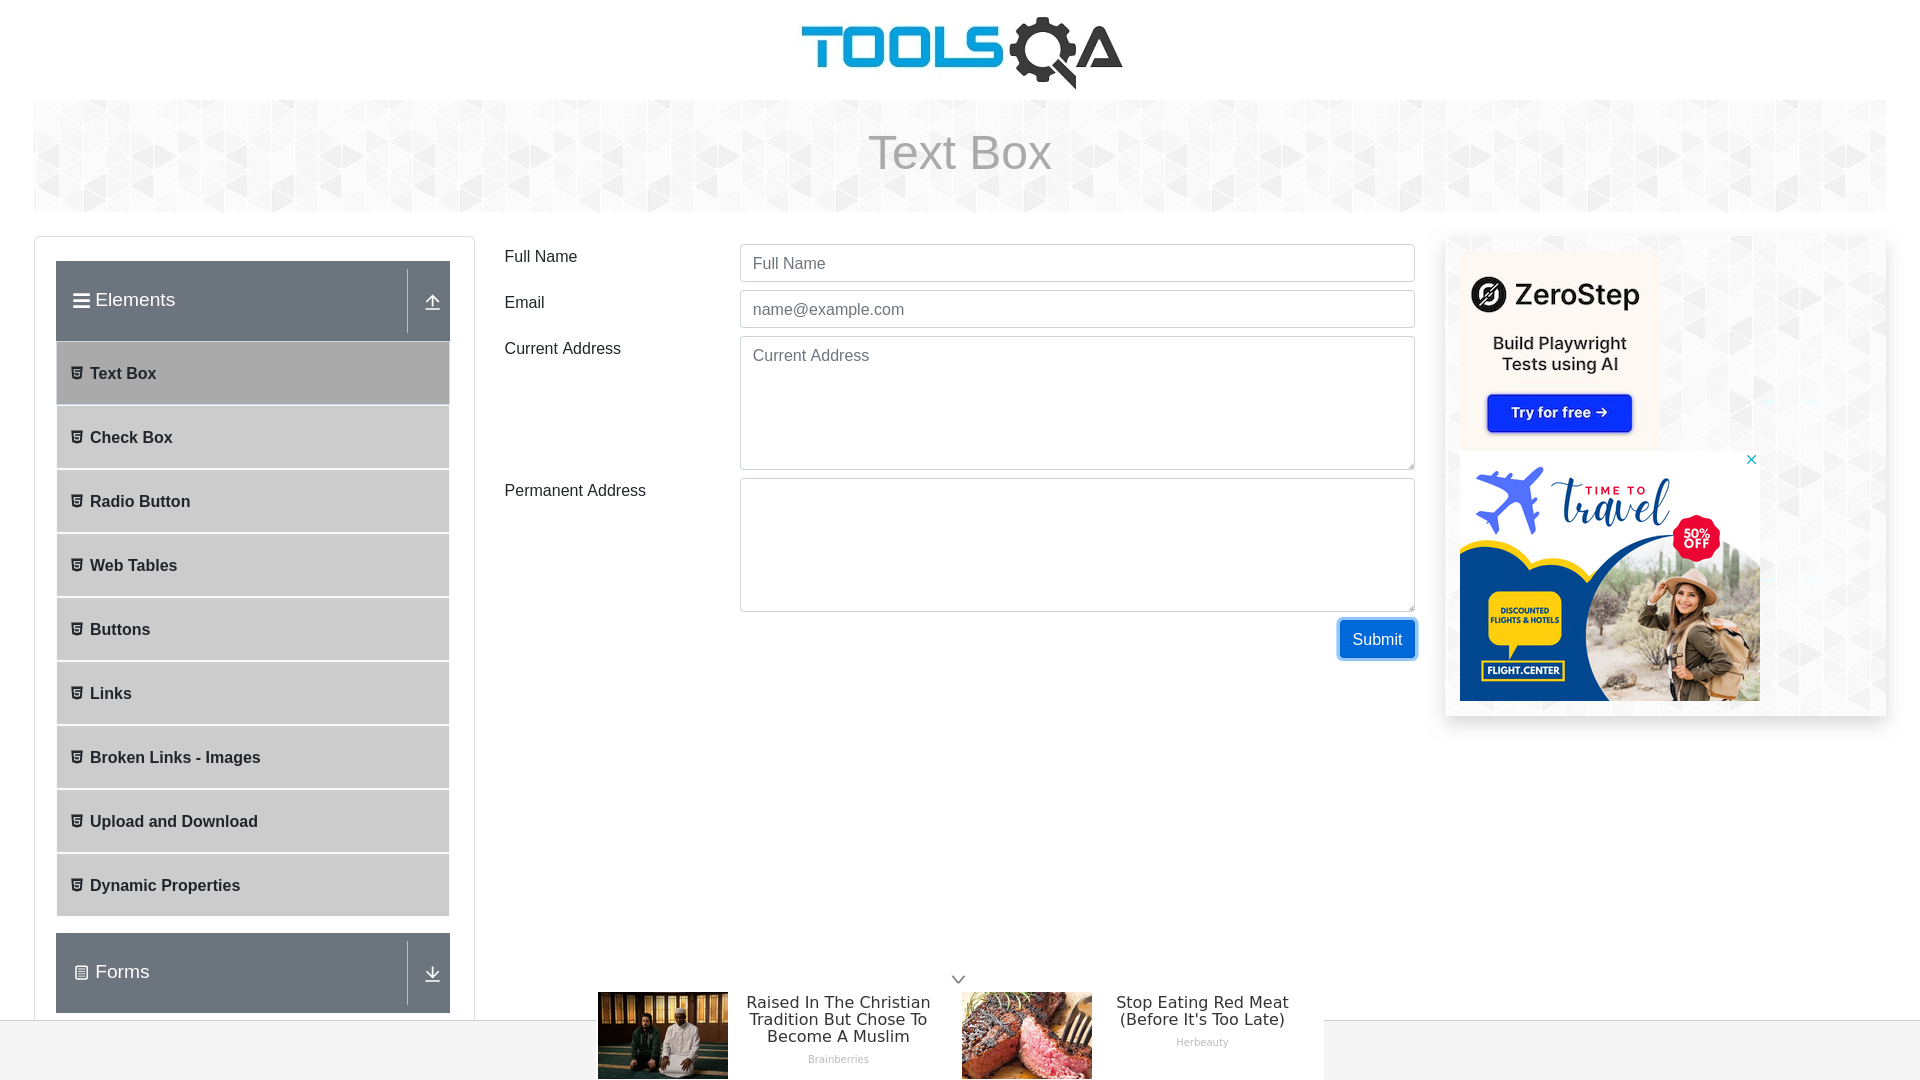 TOOLSQA
Text Box
Elements
Text Box
Check Box
Radio Button
Web Tables
Buttons
Links
Broken Links - Images
Upload and Download
Dynamic Properties
Forms
Full Name
Full Name
Email
name@example.com
Current Address
Current Address
Permanent Address
Submit
ZeroStep
Build Playwright
Tests using AI
Try for free →
TIME TO
travel
50%
OFF
DISCOUNTED
FLIGHTS & HOTELS
FLIGHT.CENTER
Raised In The Christian
Tradition But Chose To
Become A Muslim
Brainberries
Stop Eating Red Meat
(Before It's Too Late)
Herbeauty